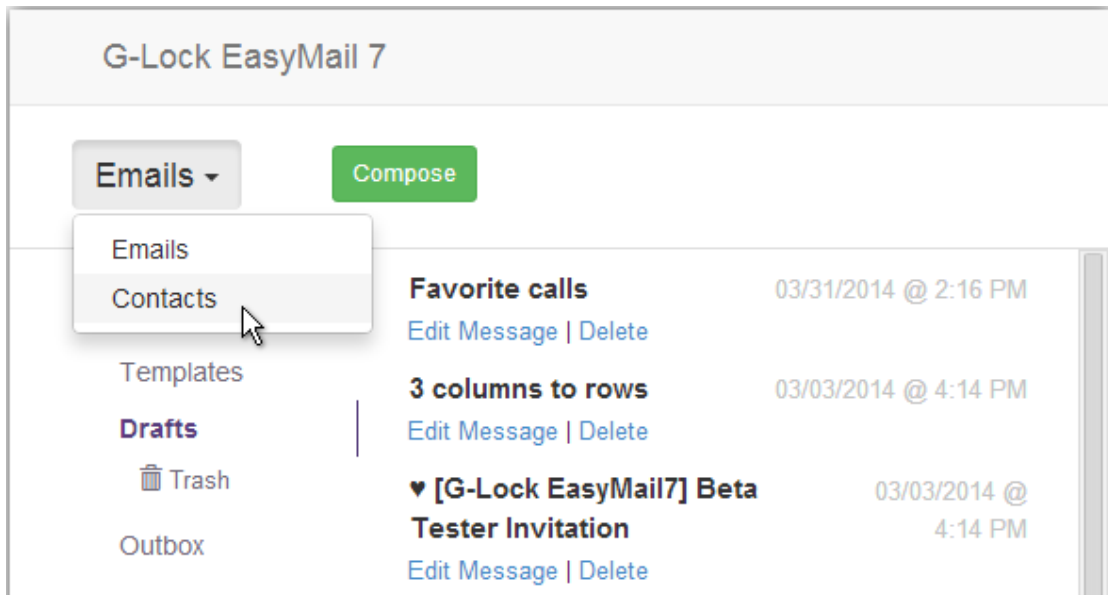 G-Lock EasyMail 7
Emails
Compose
Emails
Contacts
Templates
Drafts
Trash
Outbox
Favorite calls 03/31/2014 @ 2:16 PM
Edit Message | Delete
3 columns to rows 03/03/2014 @ 4:14 PM
Edit Message | Delete
♥ [G-Lock EasyMail7] Beta 03/03/2014 @
Tester Invitation 4:14 PM
Edit Message | Delete